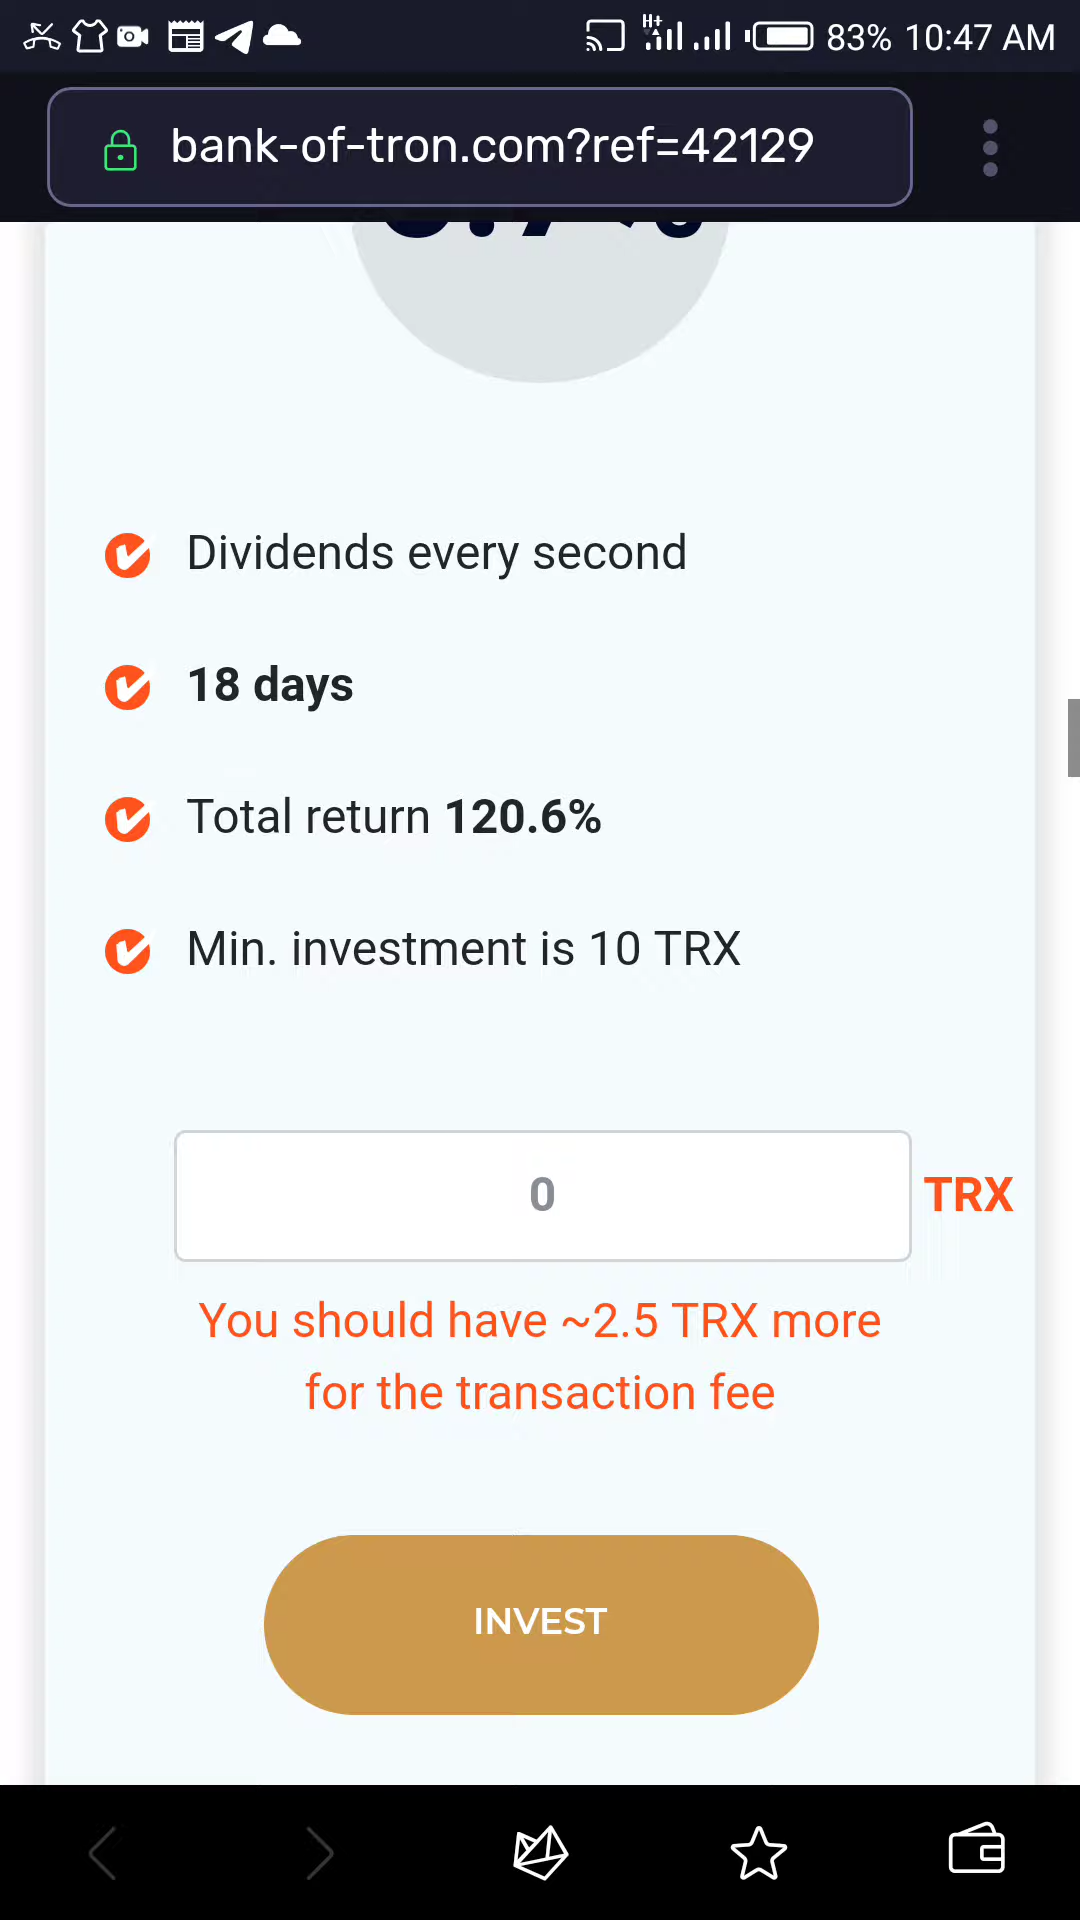 H+
83% 10:47 AM
bank-of-tron.com?ref=42129
Dividends every second
18 days
Total return 120.6%
Min. investment is 10 TRX
0 TRX
You should have ~2.5 TRX more
for the transaction fee
INVEST